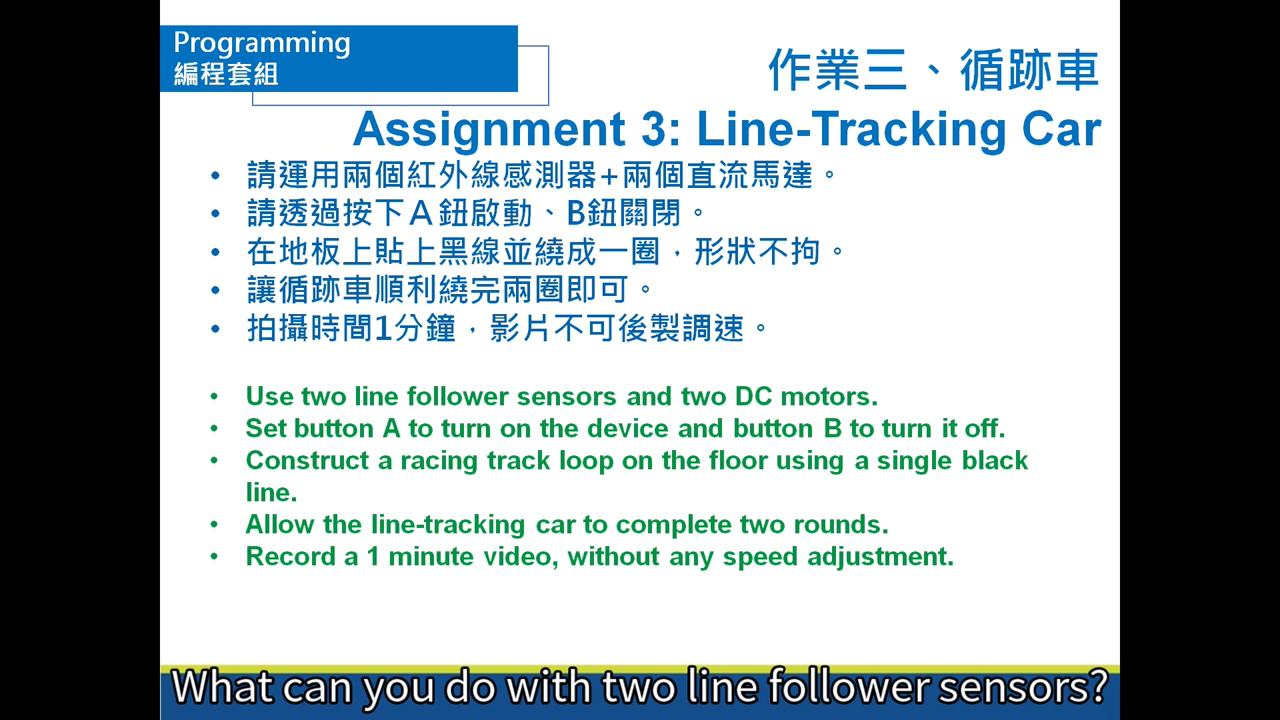 Programming
編程套組
作業三、循跡車
Assignment 3: Line-Tracking Car
• 請運用兩個紅外線感測器+兩個直流馬達。
• 請透過按下A鈕啟動、B鈕關閉。
• 在地板上貼上黑線並繞成一圈，形狀不拘。
• 讓循跡車順利繞完兩圈即可。
• 拍攝時間1分鐘，影片不可後製調速。
• Use two line follower sensors and two DC motors.
• Set button A to turn on the device and button B to turn it off.
• Construct a racing track loop on the floor using a single black
line.
• Allow the line-tracking car to complete two rounds.
• Record a 1 minute video, without any speed adjustment.
What can you do with two line follower sensors?